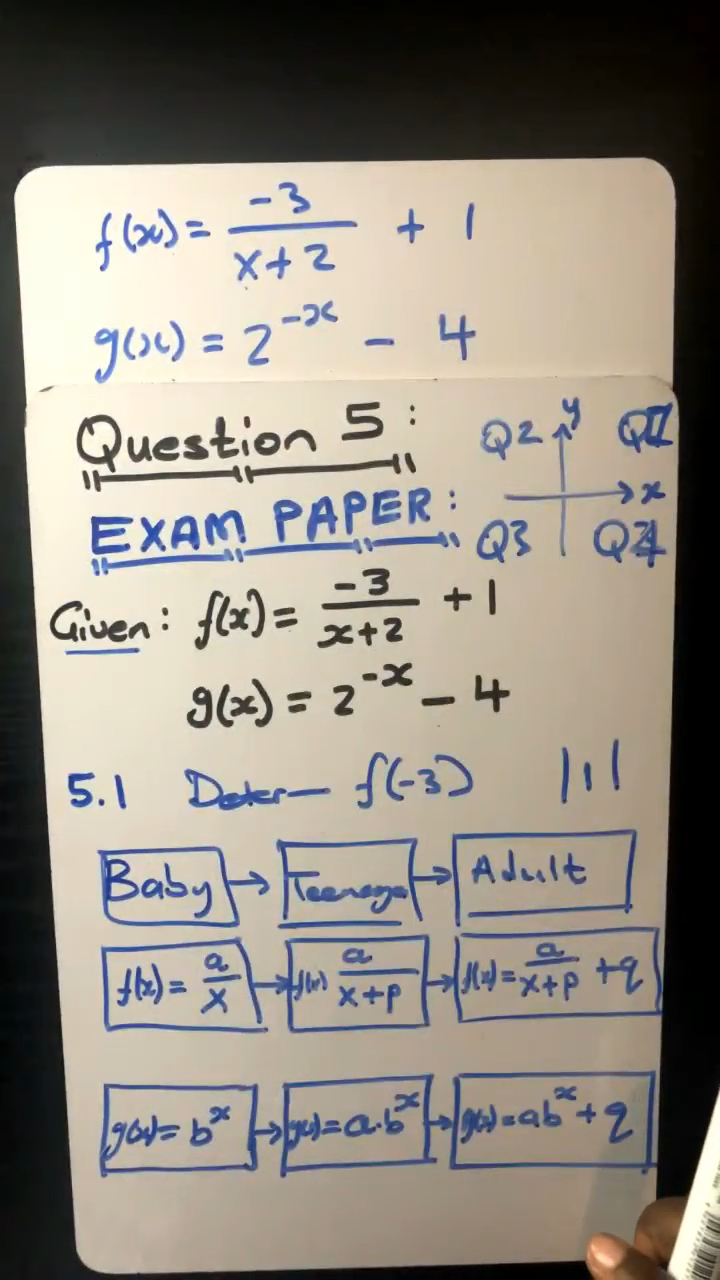 f(x) = -3/(x+2) + 1
g(x) = 2^(-x) - 4
Question 5:
EXAM PAPER:
y
Q2 Q1
x
Q3 Q4
Given: f(x) = -3/(x+2) + 1
g(x) = 2^(-x) - 4
5.1 Deter— f(-3)
Baby → Teenage → Adult
f(x) = a/x → f(x) a/(x+p) → f(x) = a/(x+p) + q
g(x) = b^x → g(x) = a·b^x → g(x) = ab^x + q